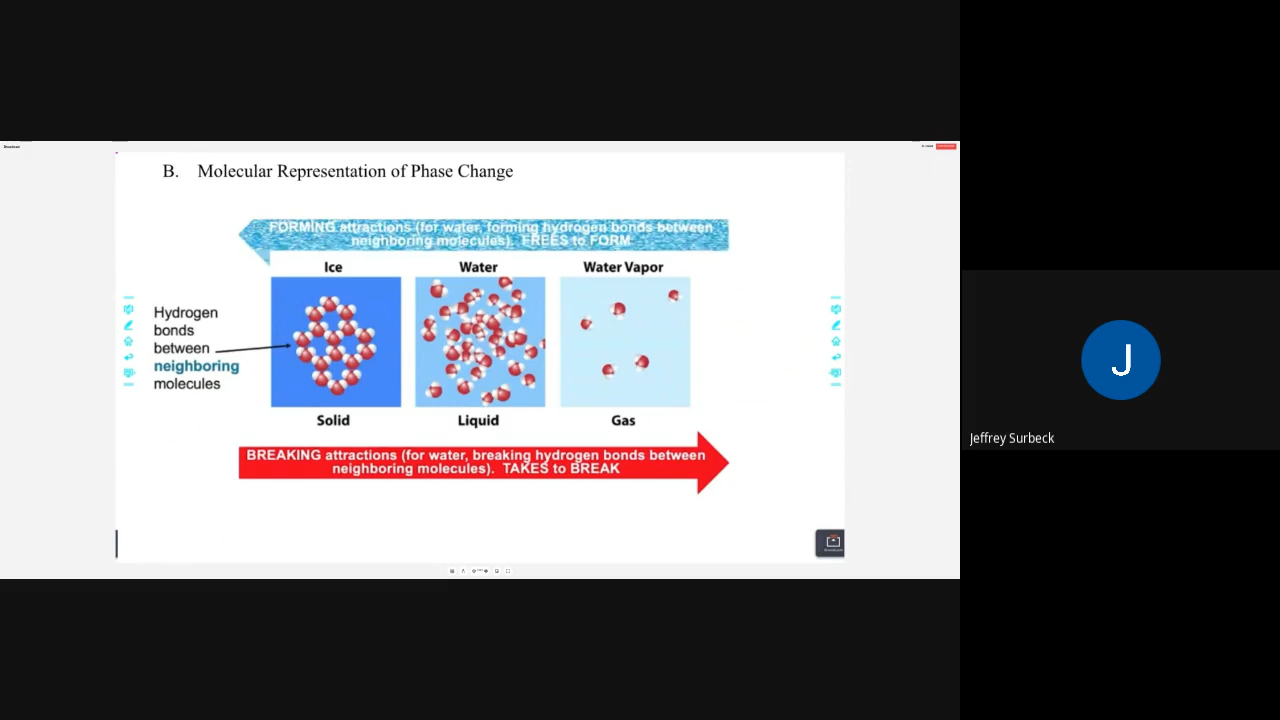 B. Molecular Representation of Phase Change
FORMING attractions (for water, forming hydrogen bonds between
neighboring molecules). FREES to FORM
Ice
Water
Water Vapor
Hydrogen
bonds
between
neighboring
molecules
Solid
Liquid
Gas
BREAKING attractions (for water, breaking hydrogen bonds between
neighboring molecules). TAKES to BREAK
J
Jeffrey Surbeck